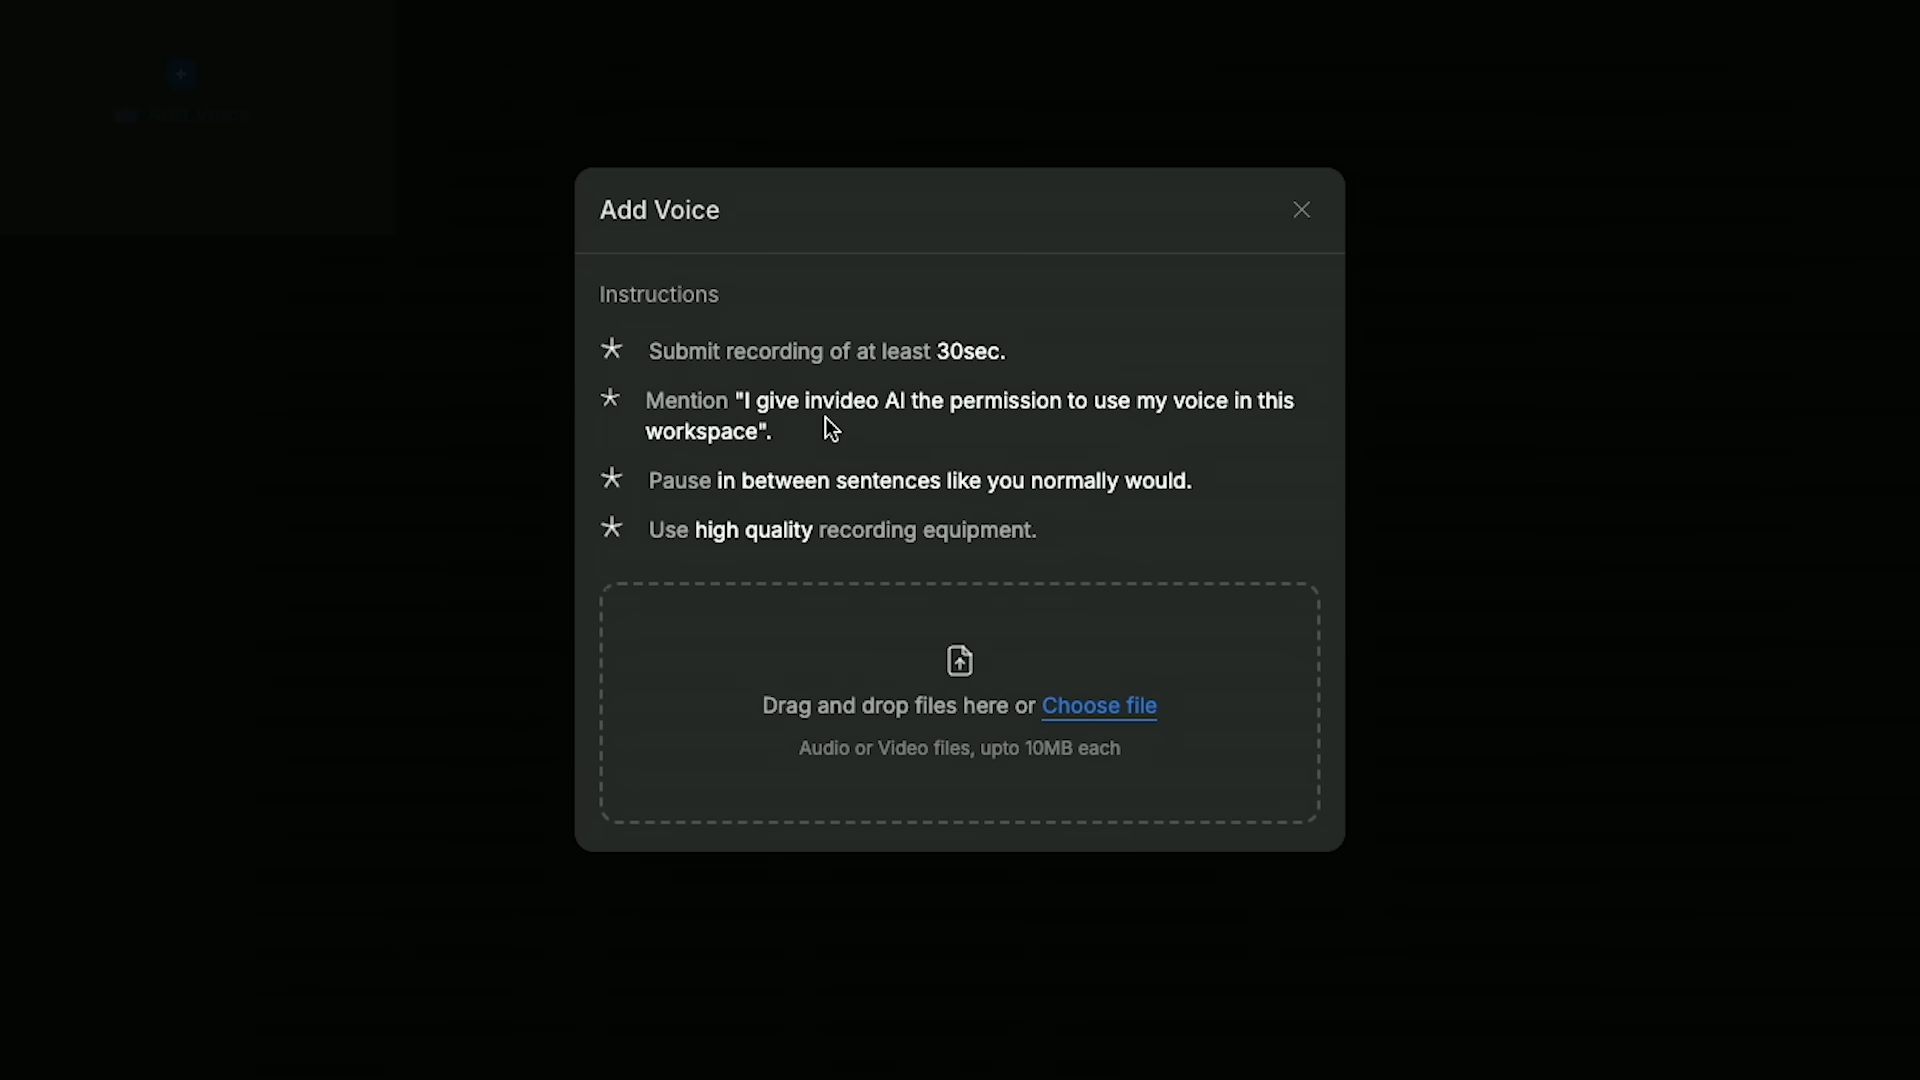 Add Voice
Add Voice
Instructions
Submit recording of at least 30sec.
Mention "I give invideo AI the permission to use my voice in this
workspace".
Pause in between sentences like you normally would.
Use high quality recording equipment.
Drag and drop files here or Choose file
Audio or Video files, upto 10MB each